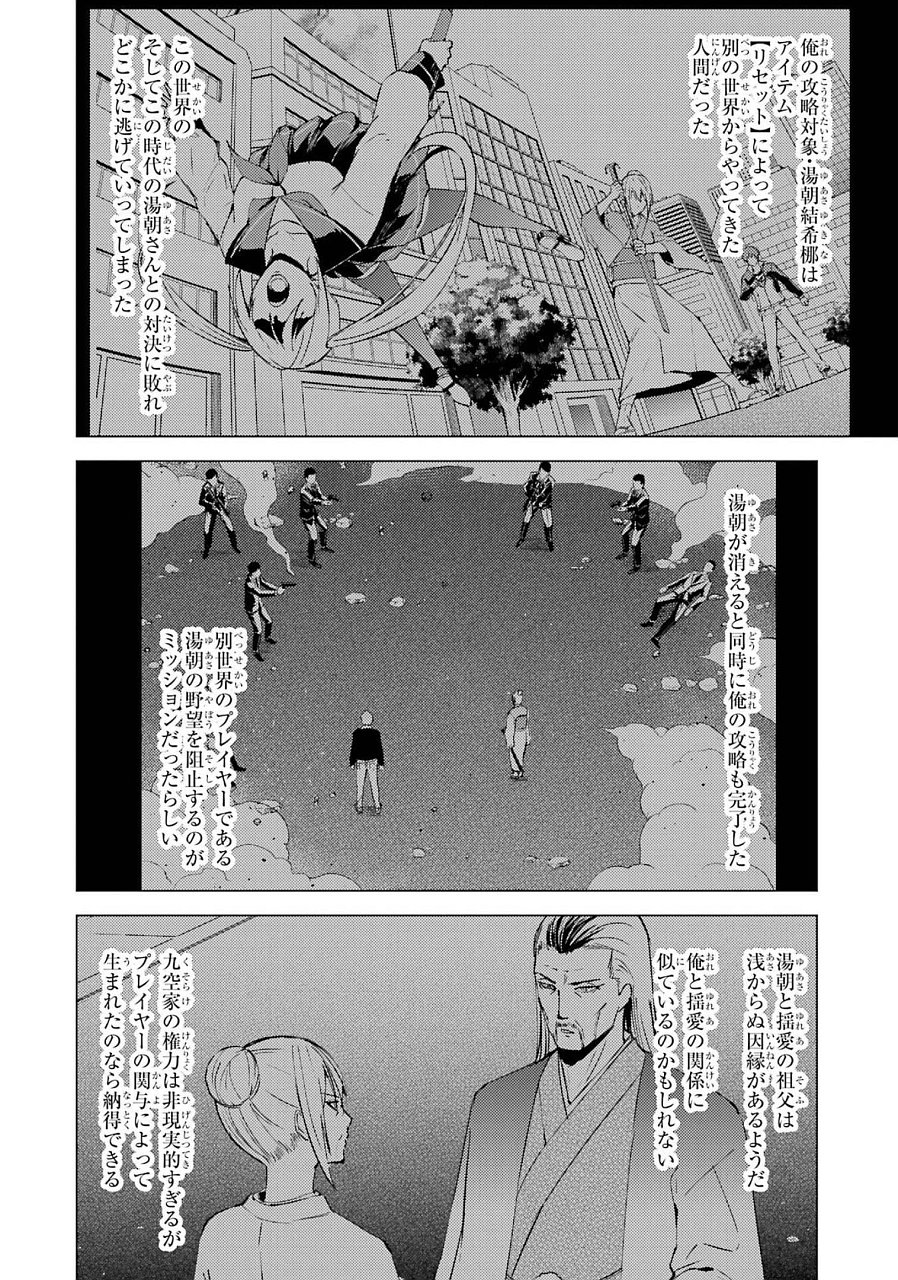 俺の攻略対象・湯朝結希梛は
アイテム
【リセット】によって
別の世界からやってきた
人間だった
この世界の
そしてこの時代の湯朝さんとの対決に敗れ
どこかに逃げていってしまった
湯朝が消えると同時に俺の攻略も完了した
別世界のプレイヤーである
湯朝の野望を阻止するのが
ミッションだったらしい
湯朝と揺愛の祖父は
浅からぬ因縁があるようだ
俺と揺愛の関係に
似ているのかもしれない
九空家の権力は非現実的すぎるが
プレイヤーの関与によって
生まれたのなら納得できる